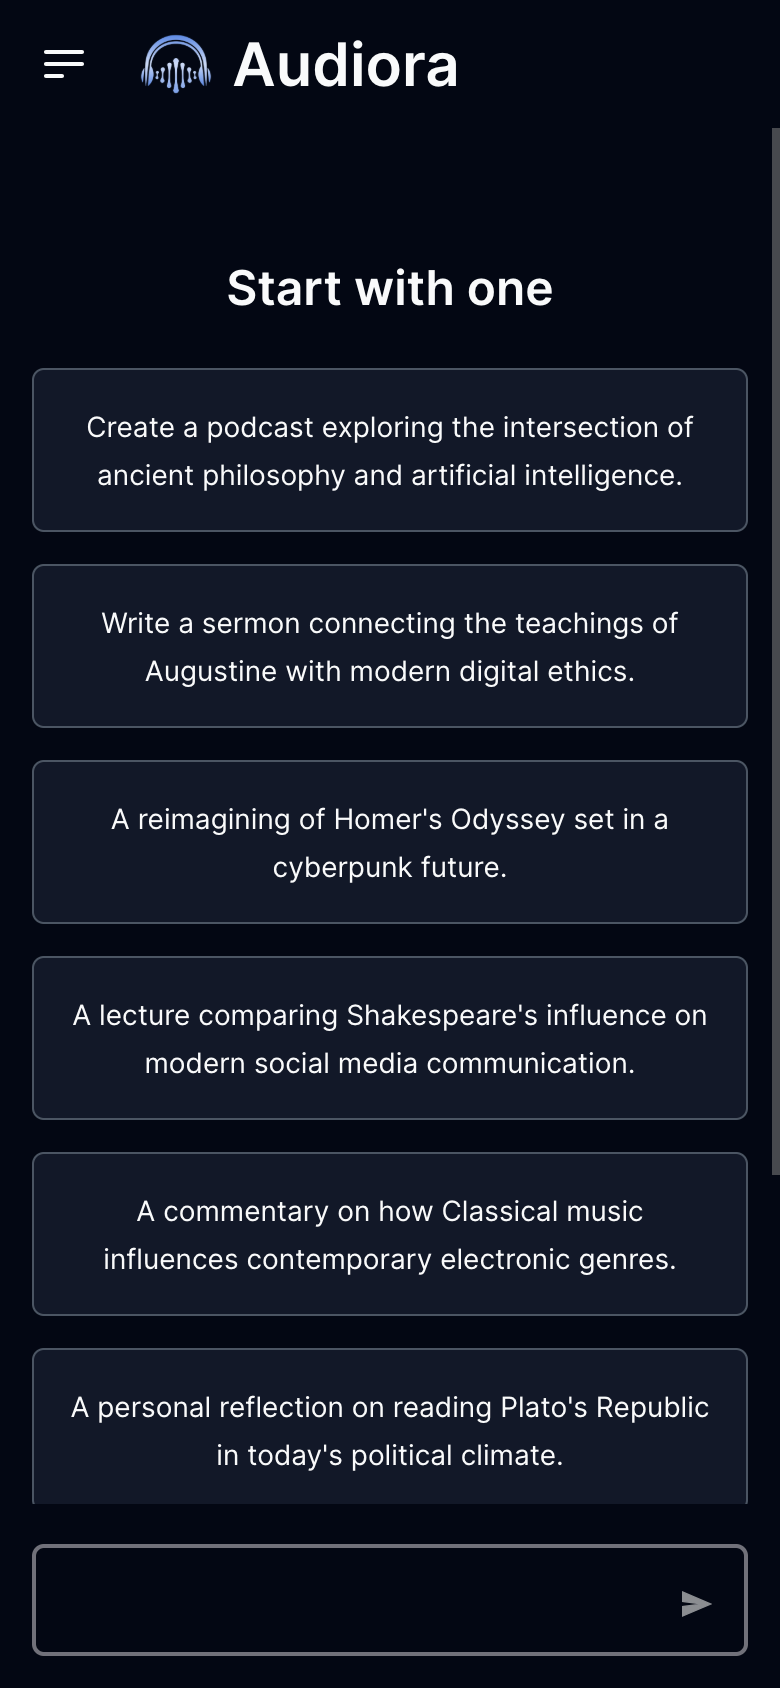 Audiora
Start with one
Create a podcast exploring the intersection of
ancient philosophy and artificial intelligence.
Write a sermon connecting the teachings of
Augustine with modern digital ethics.
A reimagining of Homer's Odyssey set in a
cyberpunk future.
A lecture comparing Shakespeare's influence on
modern social media communication.
A commentary on how Classical music
influences contemporary electronic genres.
A personal reflection on reading Plato's Republic
in today's political climate.